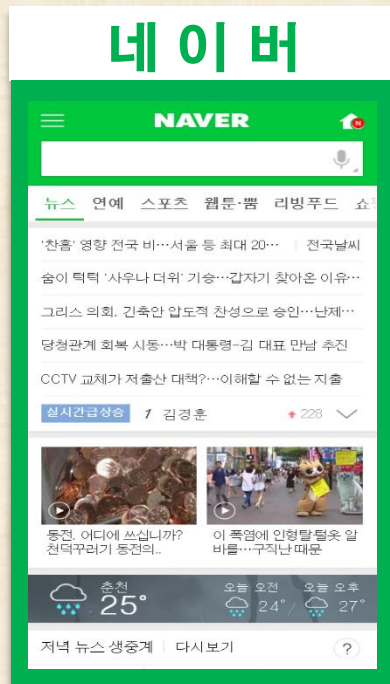 네이버
NAVER
뉴스 연예 스포츠 웹툰·뿜 리빙푸드 쇼핑
'찬홈' 영향 전국 비…서울 등 최대 20… 전국날씨
숨이 턱턱 '사우나 더위' 기승…갑자기 찾아온 이유…
그리스 의회, 긴축안 압도적 찬성으로 승인…난제…
당청관계 회복 시동…박 대통령-김 대표 만남 추진
CCTV 교체가 저출산 대책?…이해할 수 없는 지출
실시간급상승 1 김경훈 228
동전, 어디에 쓰십니까?
천덕꾸러기 동전의..
이 폭염에 인형탈·털옷 알
바를…구직난 때문
춘천
25°
오늘 오전 24° / 오늘 오후 27°
저녁 뉴스 생중계 다시보기 ?